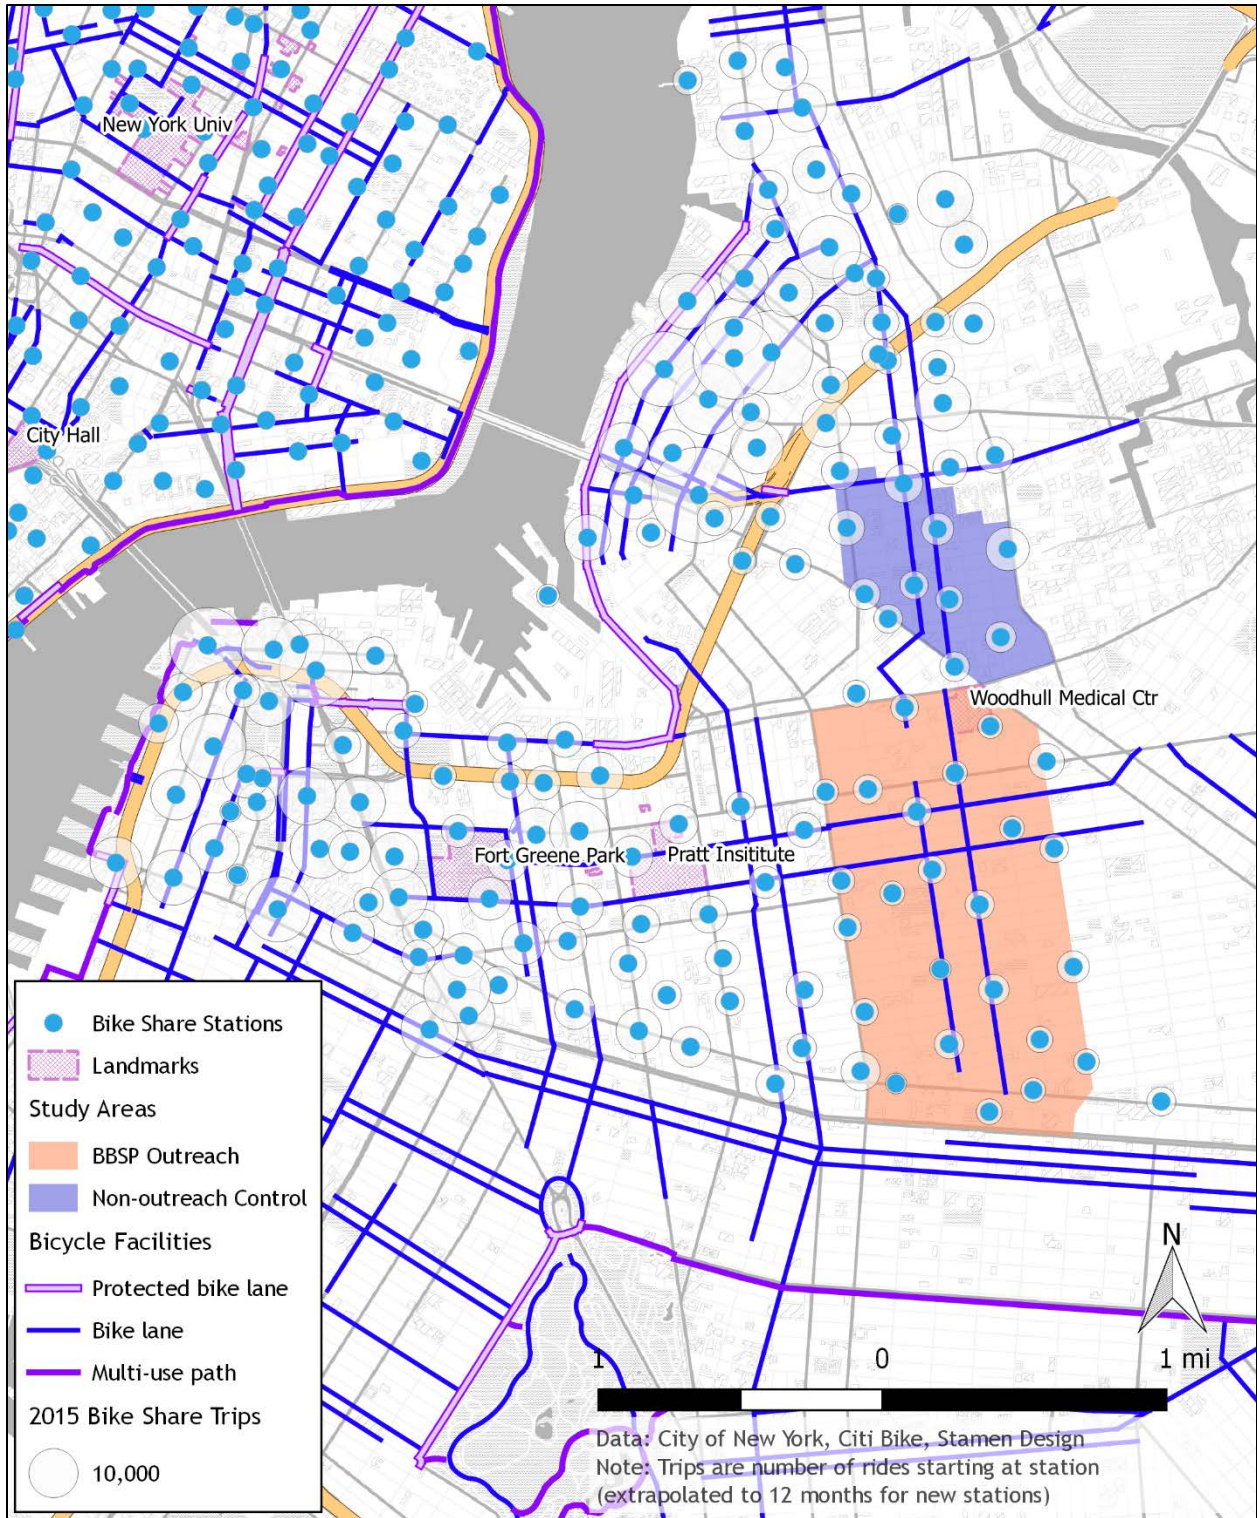 New York Univ
City Hall
Woodhull Medical Ctr
Fort Greene Park
Pratt Insititute
Bike Share Stations
Landmarks
Study Areas
BBSP Outreach
Non-outreach Control
Bicycle Facilities
Protected bike lane
Bike lane
Multi-use path
2015 Bike Share Trips
10,000
N
1 0 1 mi
Data: City of New York, Citi Bike, Stamen Design
Note: Trips are number of rides starting at station
(extrapolated to 12 months for new stations)